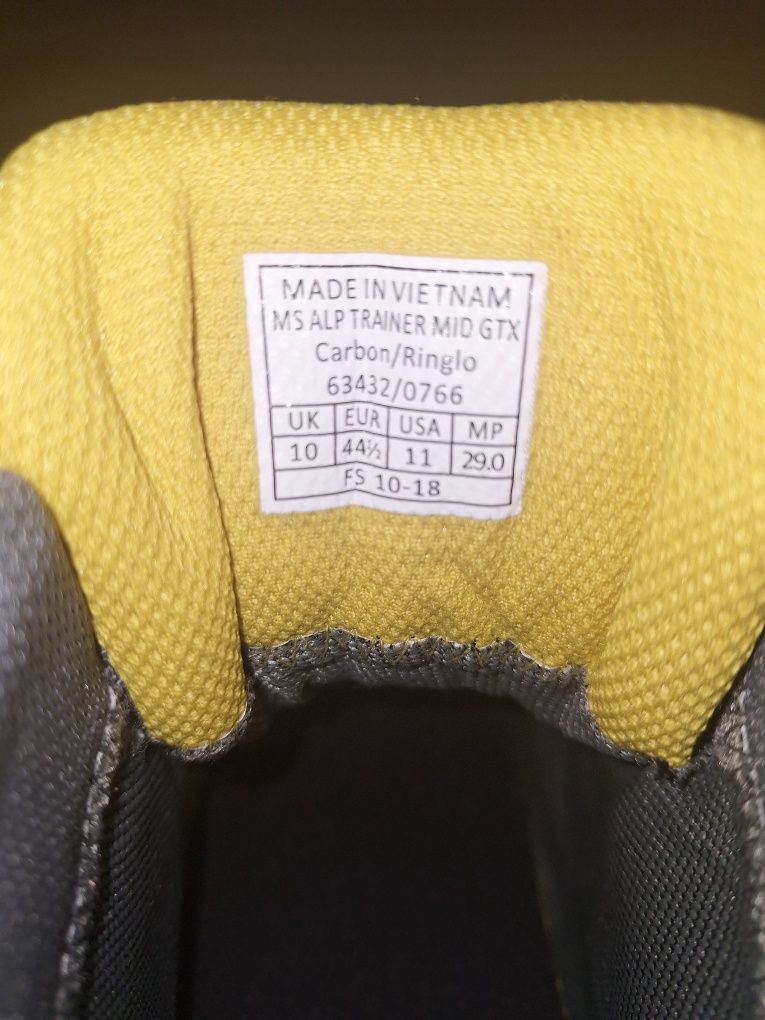 MADE IN VIETNAM
MS ALP TRAINER MID GTX
Carbon/Ringlo
63432/0766
UK EUR USA MP
10 44½ 11 29.0
FS 10-18